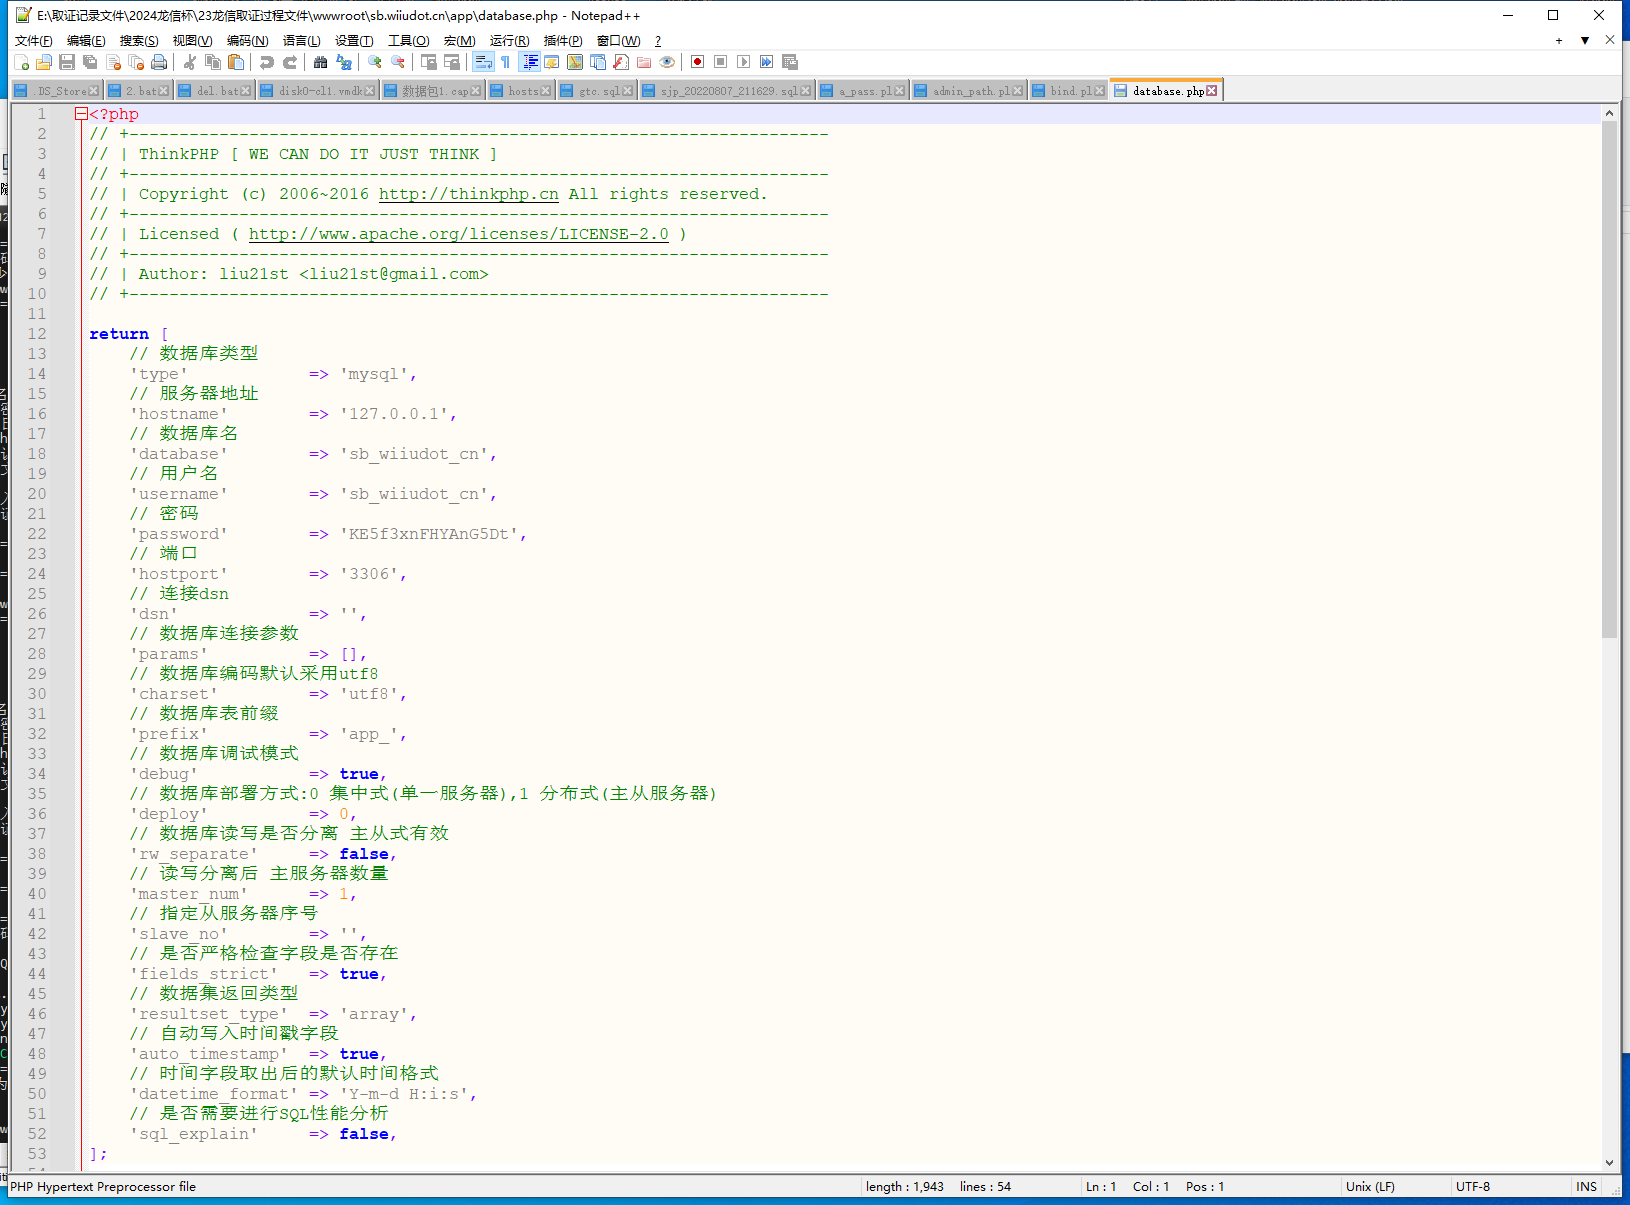 E:\取证记录文件\2024龙信杯\23龙信取证过程文件\wwwroot\sb.wiiudot.cn\app\database.php - Notepad++
文件(F) 编辑(E) 搜索(S) 视图(V) 编码(N) 语言(L) 设置(T) 工具(O) 宏(M) 运行(R) 插件(P) 窗口(W) ?
.DS_Store 2.bat del.bat disk0-cl1.vmdk 数据包1.cap hosts gtc.sql sjp_20220807_211629.sql a_pass.pl admin_path.pl bind.pl database.php
1 <?php
2 // +----------------------------------------------------------------------
3 // | ThinkPHP [ WE CAN DO IT JUST THINK ]
4 // +----------------------------------------------------------------------
5 // | Copyright (c) 2006~2016 http://thinkphp.cn All rights reserved.
6 // +----------------------------------------------------------------------
7 // | Licensed ( http://www.apache.org/licenses/LICENSE-2.0 )
8 // +----------------------------------------------------------------------
9 // | Author: liu21st <liu21st@gmail.com>
10 // +----------------------------------------------------------------------
11
12 return [
13 // 数据库类型
14 'type' => 'mysql',
15 // 服务器地址
16 'hostname' => '127.0.0.1',
17 // 数据库名
18 'database' => 'sb_wiiudot_cn',
19 // 用户名
20 'username' => 'sb_wiiudot_cn',
21 // 密码
22 'password' => 'KE5f3xnFHYAnG5Dt',
23 // 端口
24 'hostport' => '3306',
25 // 连接dsn
26 'dsn' => '',
27 // 数据库连接参数
28 'params' => [],
29 // 数据库编码默认采用utf8
30 'charset' => 'utf8',
31 // 数据库表前缀
32 'prefix' => 'app_',
33 // 数据库调试模式
34 'debug' => true,
35 // 数据库部署方式:0 集中式(单一服务器),1 分布式(主从服务器)
36 'deploy' => 0,
37 // 数据库读写是否分离 主从式有效
38 'rw_separate' => false,
39 // 读写分离后 主服务器数量
40 'master_num' => 1,
41 // 指定从服务器序号
42 'slave_no' => '',
43 // 是否严格检查字段是否存在
44 'fields_strict' => true,
45 // 数据集返回类型
46 'resultset_type' => 'array',
47 // 自动写入时间戳字段
48 'auto_timestamp' => true,
49 // 时间字段取出后的默认时间格式
50 'datetime_format' => 'Y-m-d H:i:s',
51 // 是否需要进行SQL性能分析
52 'sql_explain' => false,
53 ];
PHP Hypertext Preprocessor file length : 1,943 lines : 54 Ln : 1 Col : 1 Pos : 1 Unix (LF) UTF-8 INS